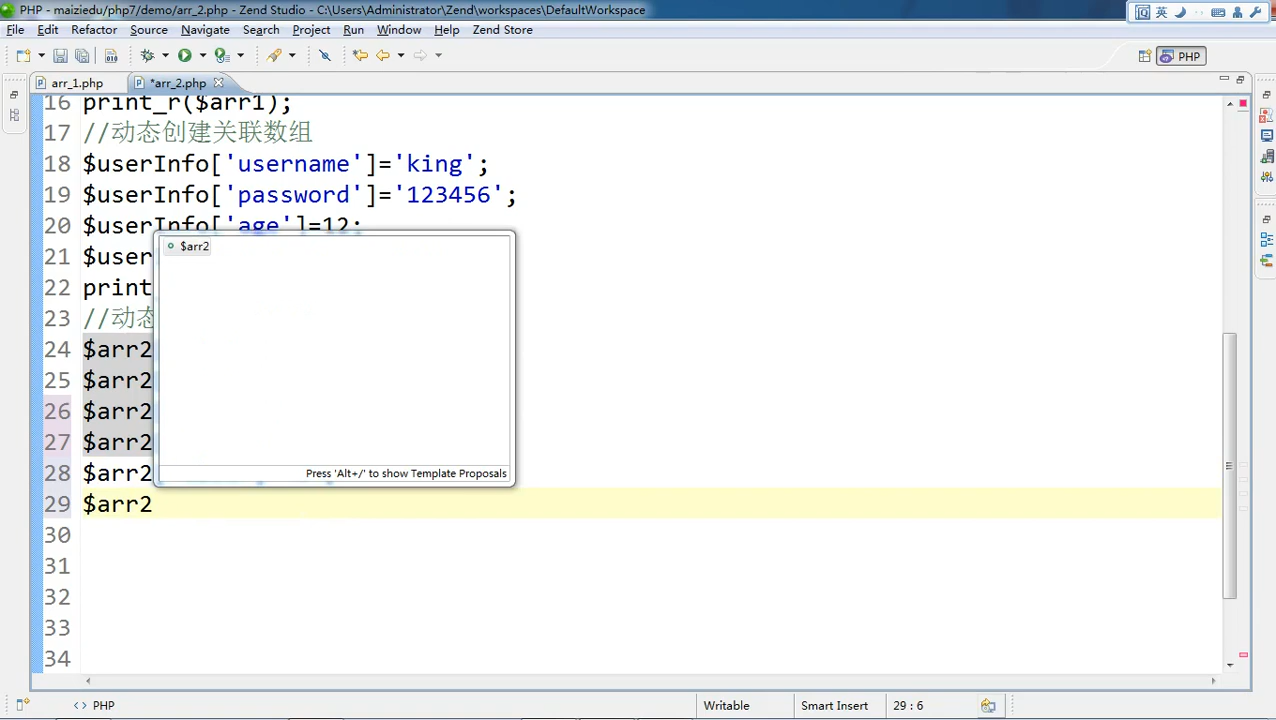 PHP - maiziedu/php7/demo/arr_2.php - Zend Studio - C:\Users\Administrator\Zend\workspaces\DefaultWorkspace
英
File Edit Refactor Source Navigate Search Project Run Window Help Zend Store
PHP
arr_1.php *arr_2.php
16 print_r($arr1);
17 //动态创建关联数组
18 $userInfo['username']='king';
19 $userInfo['password']='123456';
20 $userInfo['age']=12;
21 $user
22 print
23 //动态
24 $arr2
25 $arr2
26 $arr2
27 $arr2
28 $arr2
29 $arr2
30
31
32
33
34
$arr2
Press 'Alt+/' to show Template Proposals
<> PHP Writable Smart Insert 29 : 6